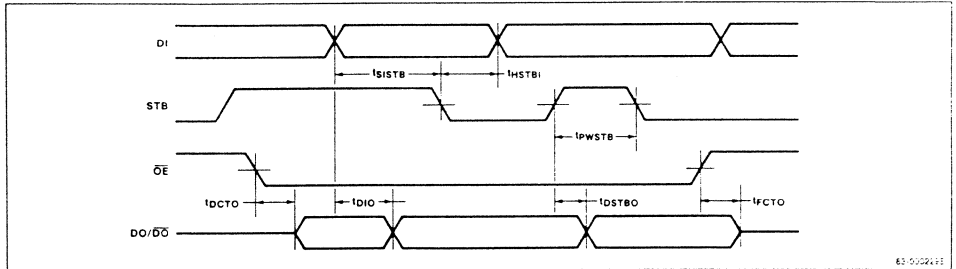 DI
tSISTB
tHSTBI
STB
tPWSTB
OE
tDCTO
tDIO
tDSTBO
tFCTO
DO/DO